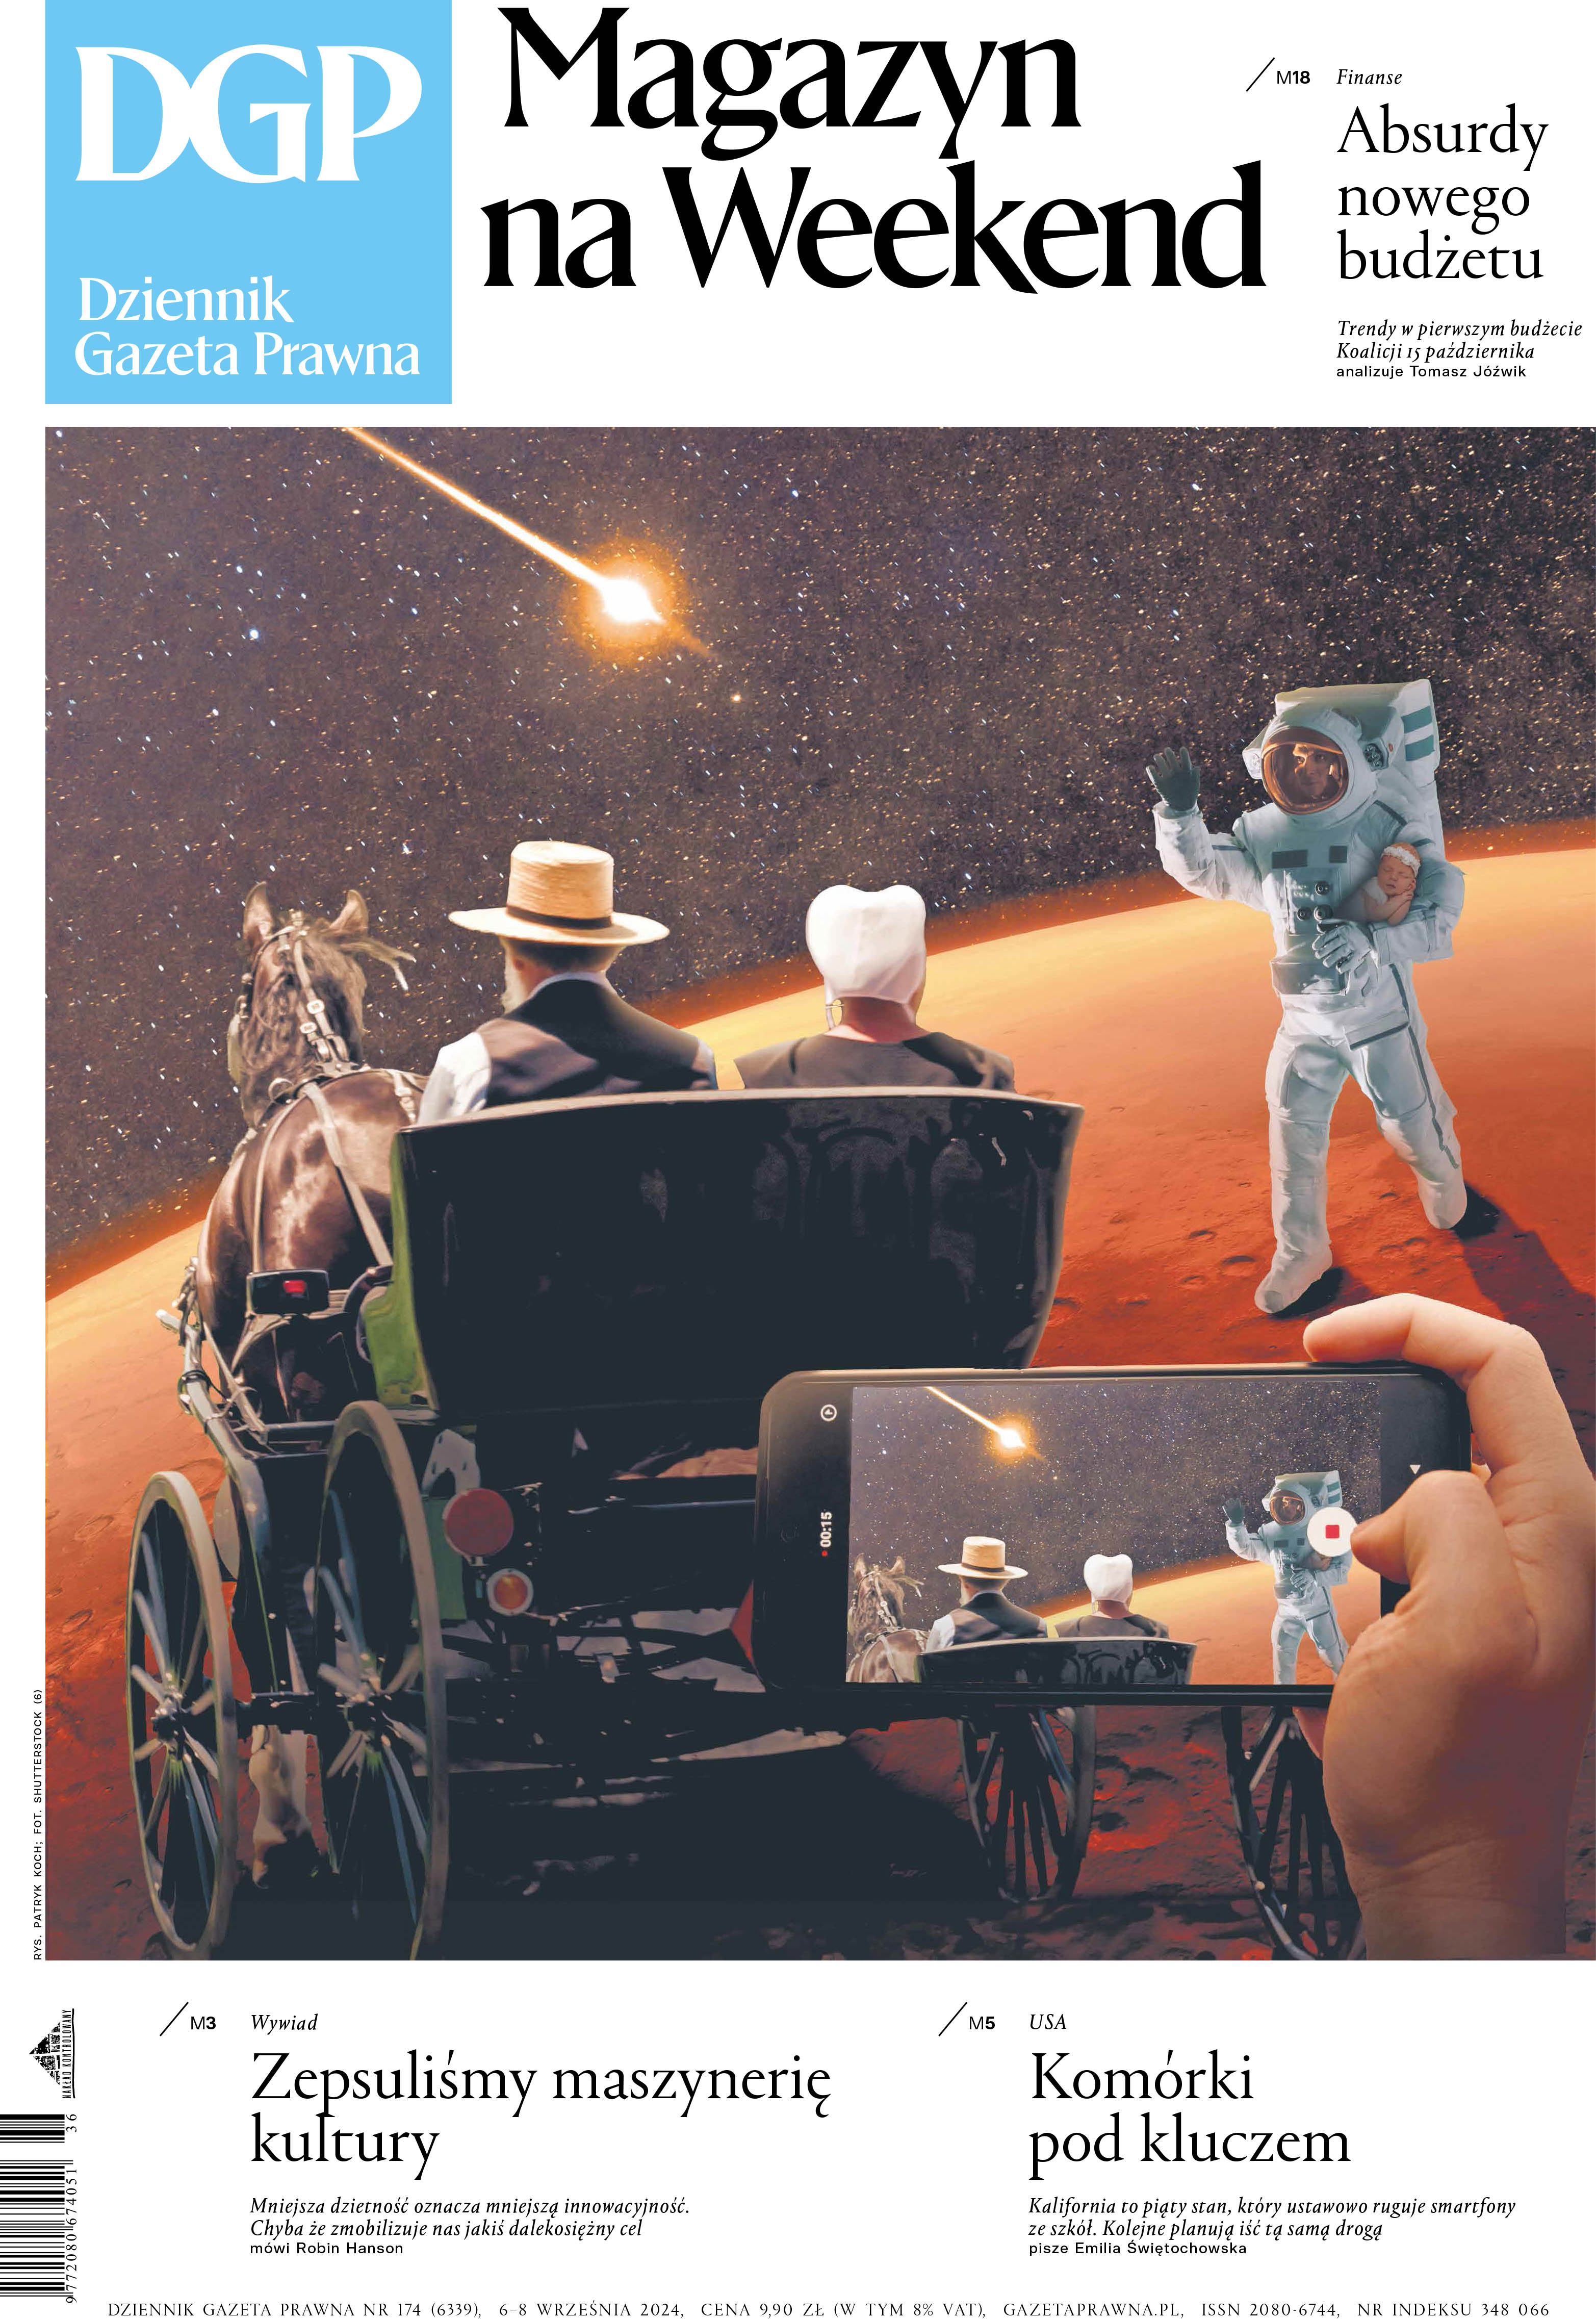 DGP
Dziennik
Gazeta Prawna
Magazyn
na Weekend
M18 Finanse
Absurdy
nowego
budżetu
Trendy w pierwszym budżecie
Koalicji 15 października
analizuje Tomasz Jóźwik
00:15
RYS. PATRYK KOCH; FOT. SHUTTERSTOCK (6)
NAKŁAD KONTROLOWANY
36
9 772080 674051
M3 Wywiad
Zepsuliśmy maszynerię
kultury
Mniejsza dzietność oznacza mniejszą innowacyjność.
Chyba że zmobilizuje nas jakiś dalekosiężny cel
mówi Robin Hanson
M5 USA
Komórki
pod kluczem
Kalifornia to piąty stan, który ustawowo ruguje smartfony
ze szkół. Kolejne planują iść tą samą drogą
pisze Emilia Świętochowska
DZIENNIK GAZETA PRAWNA NR 174 (6339), 6–8 WRZEŚNIA 2024, CENA 9,90 ZŁ (W TYM 8% VAT), GAZETAPRAWNA.PL, ISSN 2080-6744, NR INDEKSU 348 066